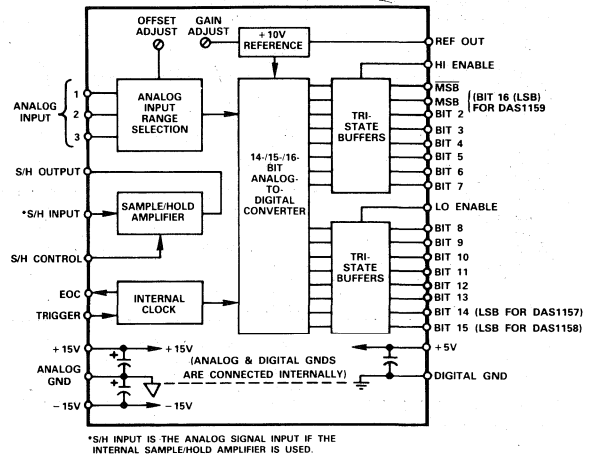 OFFSET ADJUST
GAIN ADJUST
+10V REFERENCE
REF OUT
HI ENABLE
ANALOG INPUT
1
2
3
ANALOG INPUT RANGE SELECTION
14-/15-/16-BIT ANALOG-TO-DIGITAL CONVERTER
TRI-STATE BUFFERS
MSB
MSB
(BIT 16 (LSB) FOR DAS1159
BIT 2
BIT 3
BIT 4
BIT 5
BIT 6
BIT 7
S/H OUTPUT
*S/H INPUT
SAMPLE/HOLD AMPLIFIER
S/H CONTROL
LO ENABLE
TRI-STATE BUFFERS
BIT 8
BIT 9
BIT 10
BIT 11
BIT 12
BIT 13
BIT 14 (LSB FOR DAS1157)
BIT 15 (LSB FOR DAS1158)
EOC
TRIGGER
INTERNAL CLOCK
+15V
+15V
ANALOG GND
-15V
-15V
(ANALOG & DIGITAL GNDS ARE CONNECTED INTERNALLY)
+5V
DIGITAL GND
*S/H INPUT IS THE ANALOG SIGNAL INPUT IF THE
INTERNAL SAMPLE/HOLD AMPLIFIER IS USED.